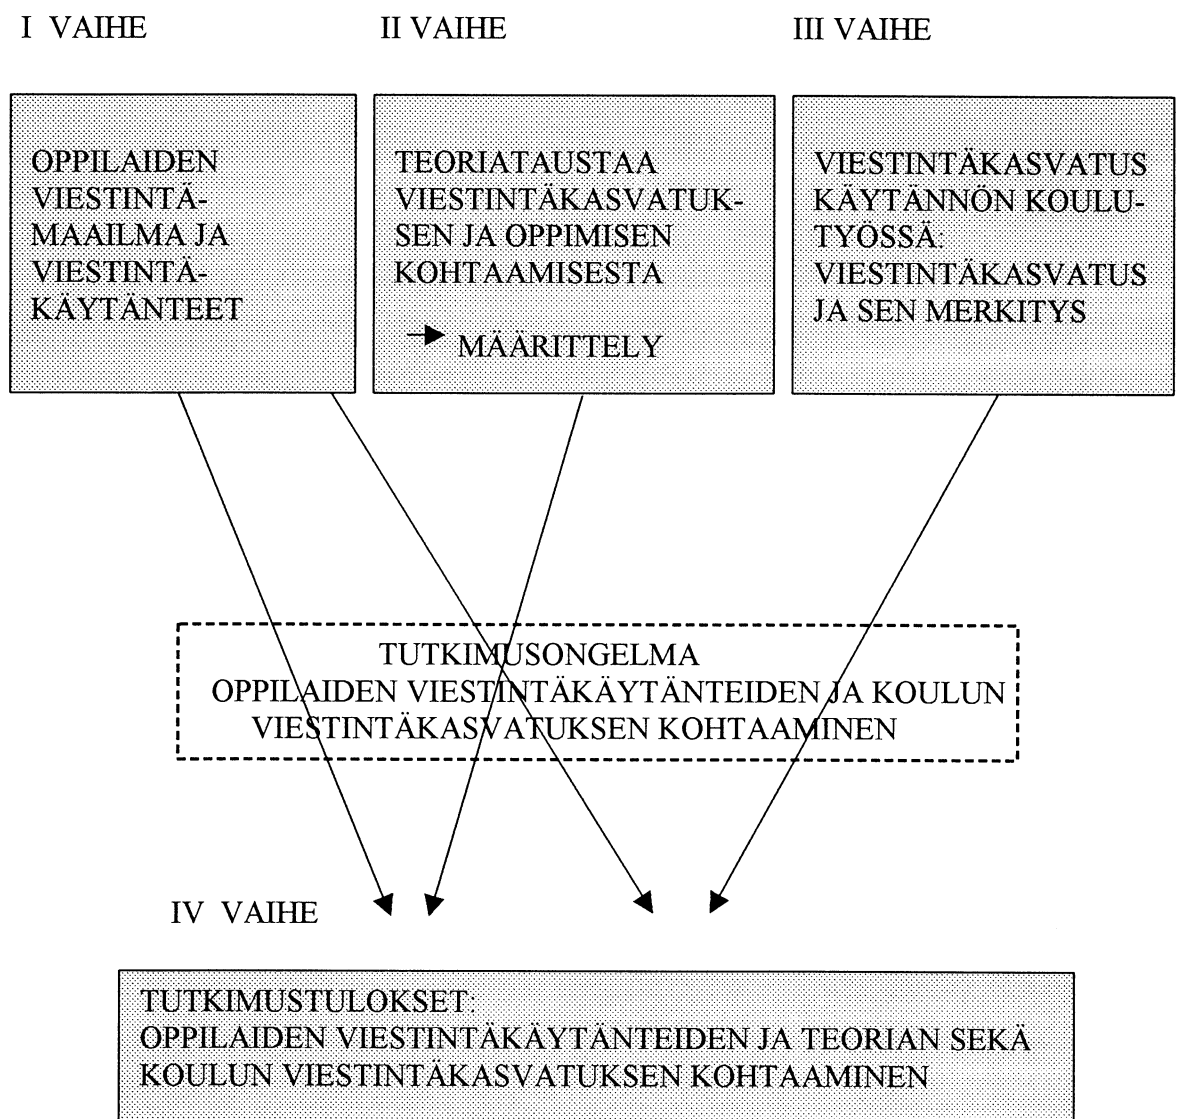 I VAIHE
II VAIHE
III VAIHE
OPPILAIDEN
VIESTINTÄ-
MAAILMA JA
VIESTINTÄ-
KÄYTÄNTEET
TEORIATAUSTAA
VIESTINTÄKASVATUK-
SEN JA OPPIMISEN
KOHTAAMISESTA
→ MÄÄRITTELY
VIESTINTÄKASVATUS
KÄYTÄNNÖN KOULU-
TYÖSSÄ:
VIESTINTÄKASVATUS
JA SEN MERKITYS
TUTKIMUSONGELMA
OPPILAIDEN VIESTINTÄKÄYTÄNTEIDEN JA KOULUN
VIESTINTÄKASVATUKSEN KOHTAAMINEN
IV VAIHE
TUTKIMUSTULOKSET:
OPPILAIDEN VIESTINTÄKÄYTÄNTEIDEN JA TEORIAN SEKÄ
KOULUN VIESTINTÄKASVATUKSEN KOHTAAMINEN